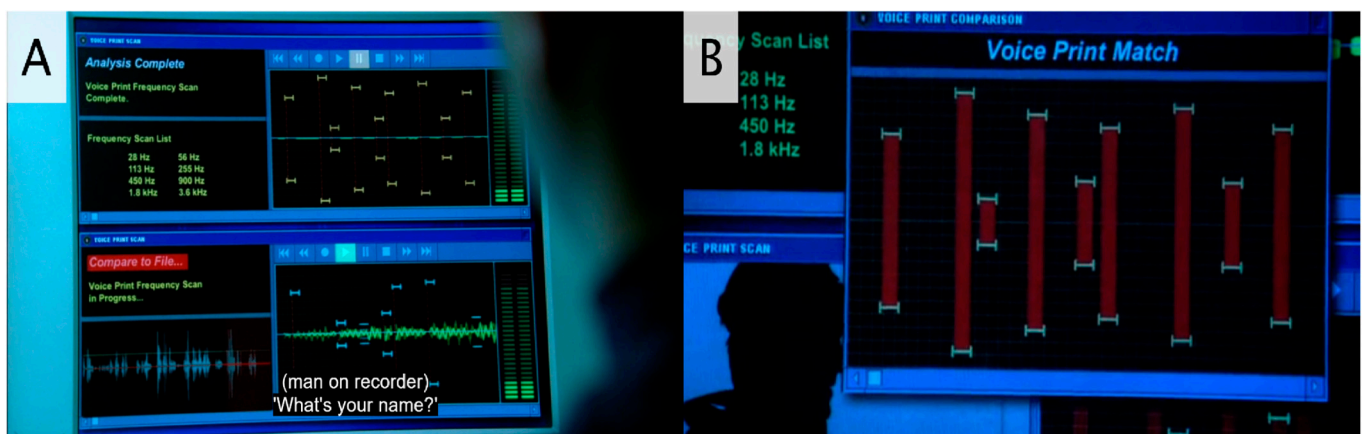 A
VOICE PRINT SCAN
Analysis Complete
Voice Print Frequency Scan
Complete.
Frequency Scan List
28 Hz 56 Hz
113 Hz 255 Hz
450 Hz 900 Hz
1.8 kHz 3.6 kHz
VOICE PRINT SCAN
Compare to File...
Voice Print Frequency Scan
in Progress...
(man on recorder)
'What's your name?'
B
quency Scan List
28 Hz
113 Hz
450 Hz
1.8 kHz
CE PRINT SCAN
VOICE PRINT COMPARISON
Voice Print Match